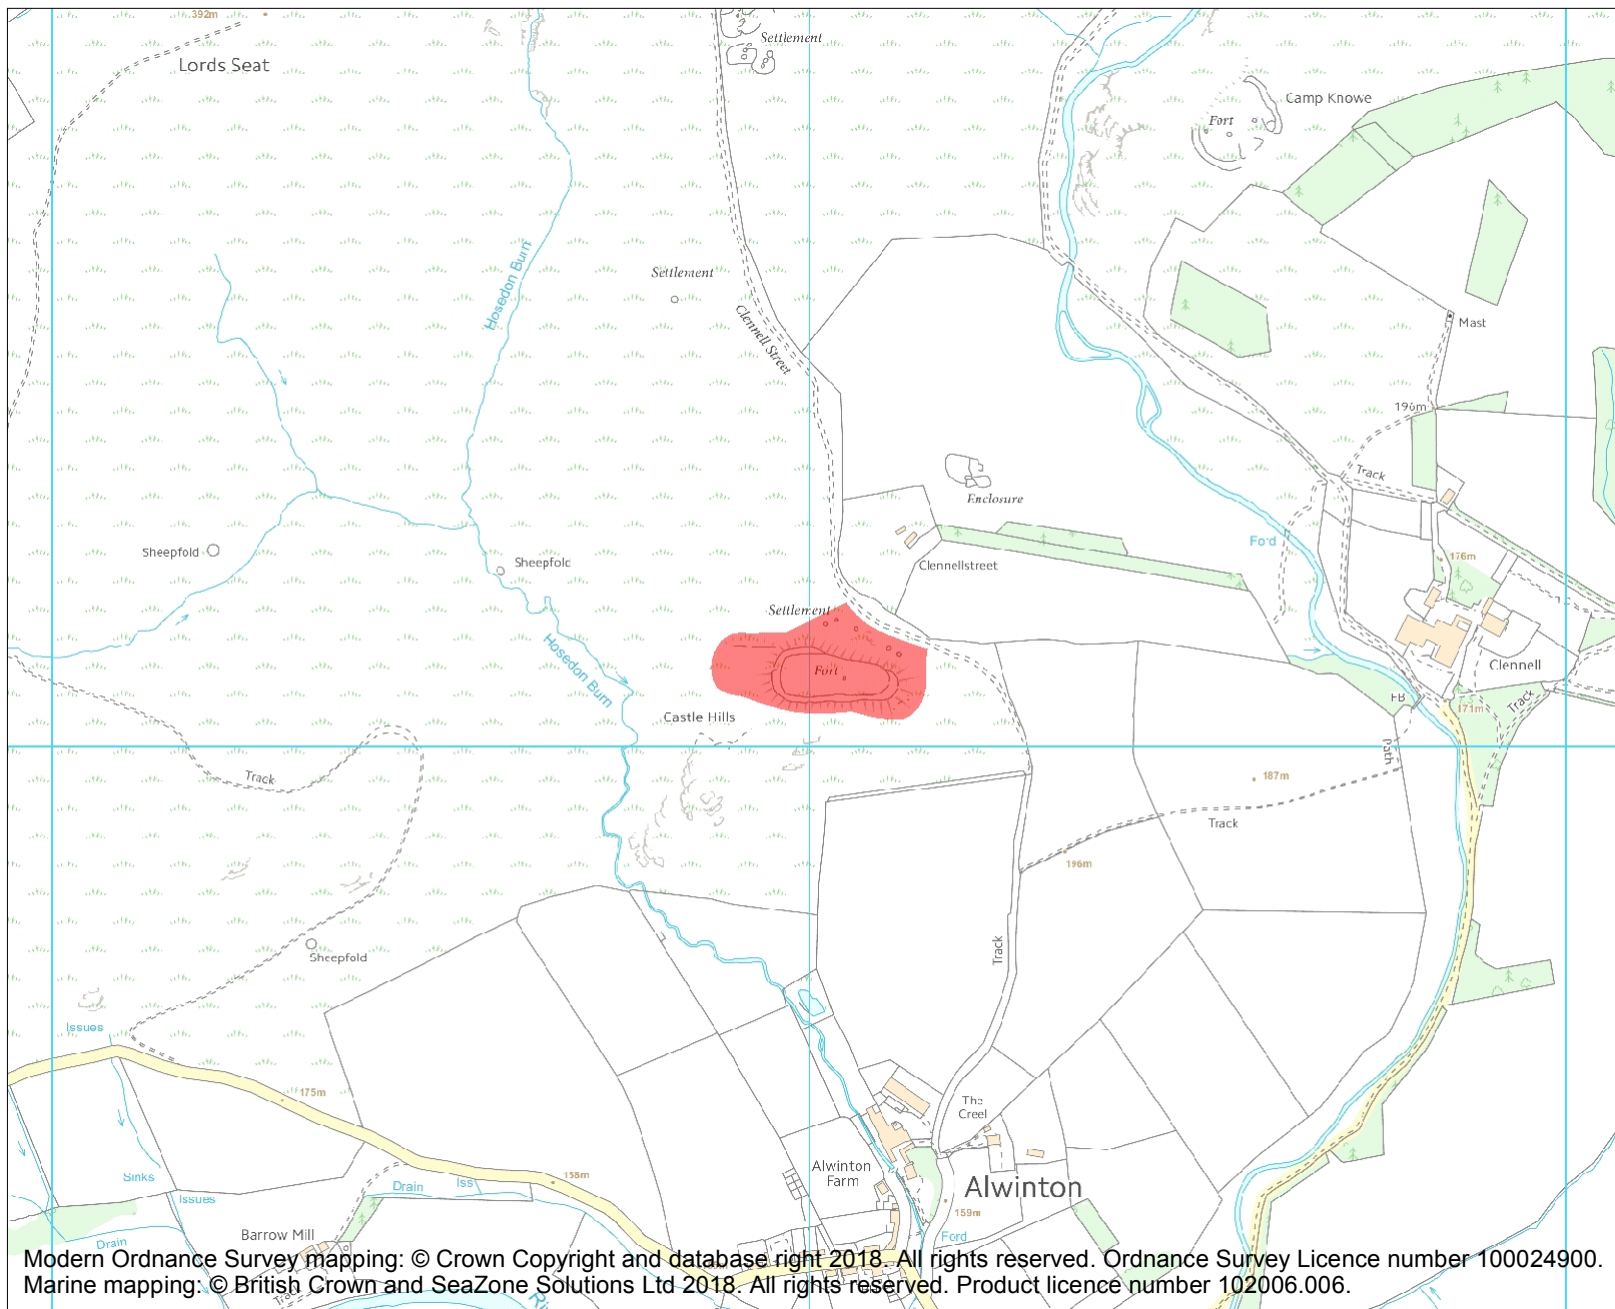 392m
Lords Seat
Settlement
Camp Knowe
Fort
Hosedon Burn
Settlement
Clennell Street
Mast
196m
Track
Enclosure
Ford
Sheepfold
Sheepfold
Clennellstreet
176m
Settlement
Hosedon Burn
Fort
Clennell
Castle Hills
FB
171m
Track
Path
Track
187m
Track
196m
Track
Sheepfold
Issues
175m
The
Creel
Alwinton
Farm
Alwinton
Sinks
Issues
Drain
Iss
158m
159m
Ford
Barrow Mill
Drain
Modern Ordnance Survey mapping: © Crown Copyright and database right 2018. All rights reserved. Ordnance Survey Licence number 100024900.
Marine mapping: © British Crown and SeaZone Solutions Ltd 2018. All rights reserved. Product licence number 102006.006.